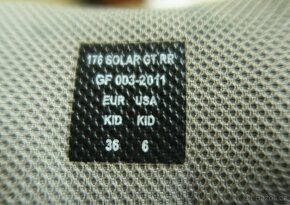 176 SOLAR GT.RR
GF 003-2011
EUR USA
KID KID
36 6